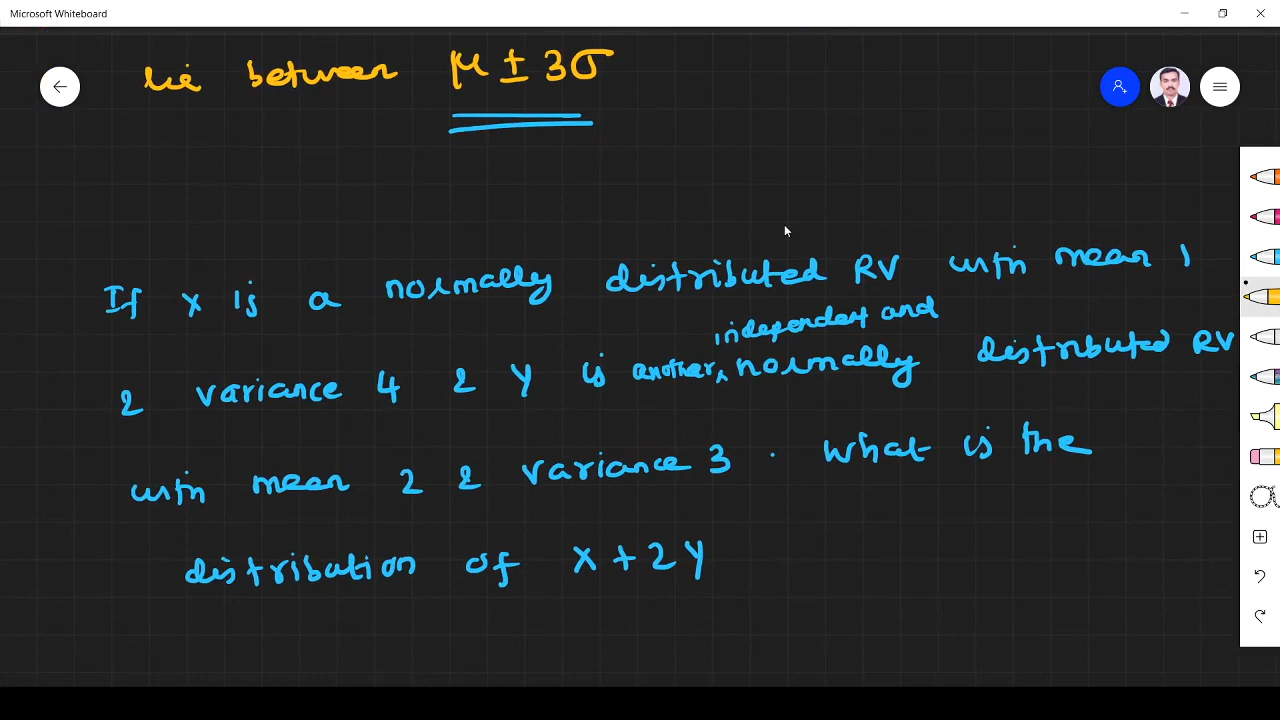 Microsoft Whiteboard
lie between μ ± 3σ
If x is a normally distributed RV with mean 1
independent and
& variance 4 & y is another, normally distributed RV
with mean 2 & variance 3 . What is the
distribution of x + 2y